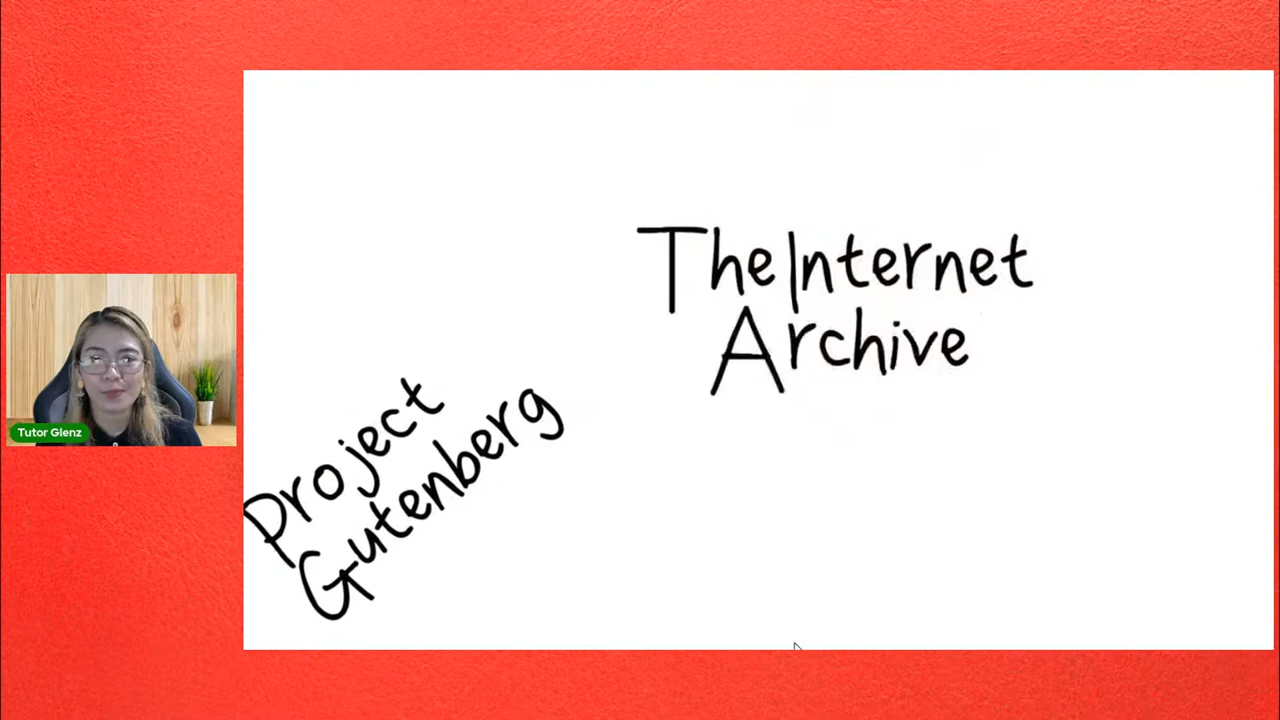 The Internet
Archive
Project
Gutenberg
Tutor Glenz